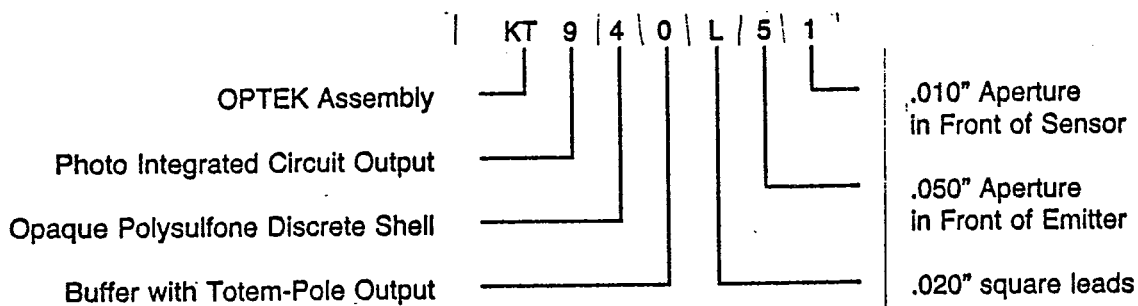 KT 9 4 0 L 5 1
OPTEK Assembly
Photo Integrated Circuit Output
Opaque Polysulfone Discrete Shell
Buffer with Totem-Pole Output
.010" Aperture
in Front of Sensor
.050" Aperture
in Front of Emitter
.020" square leads